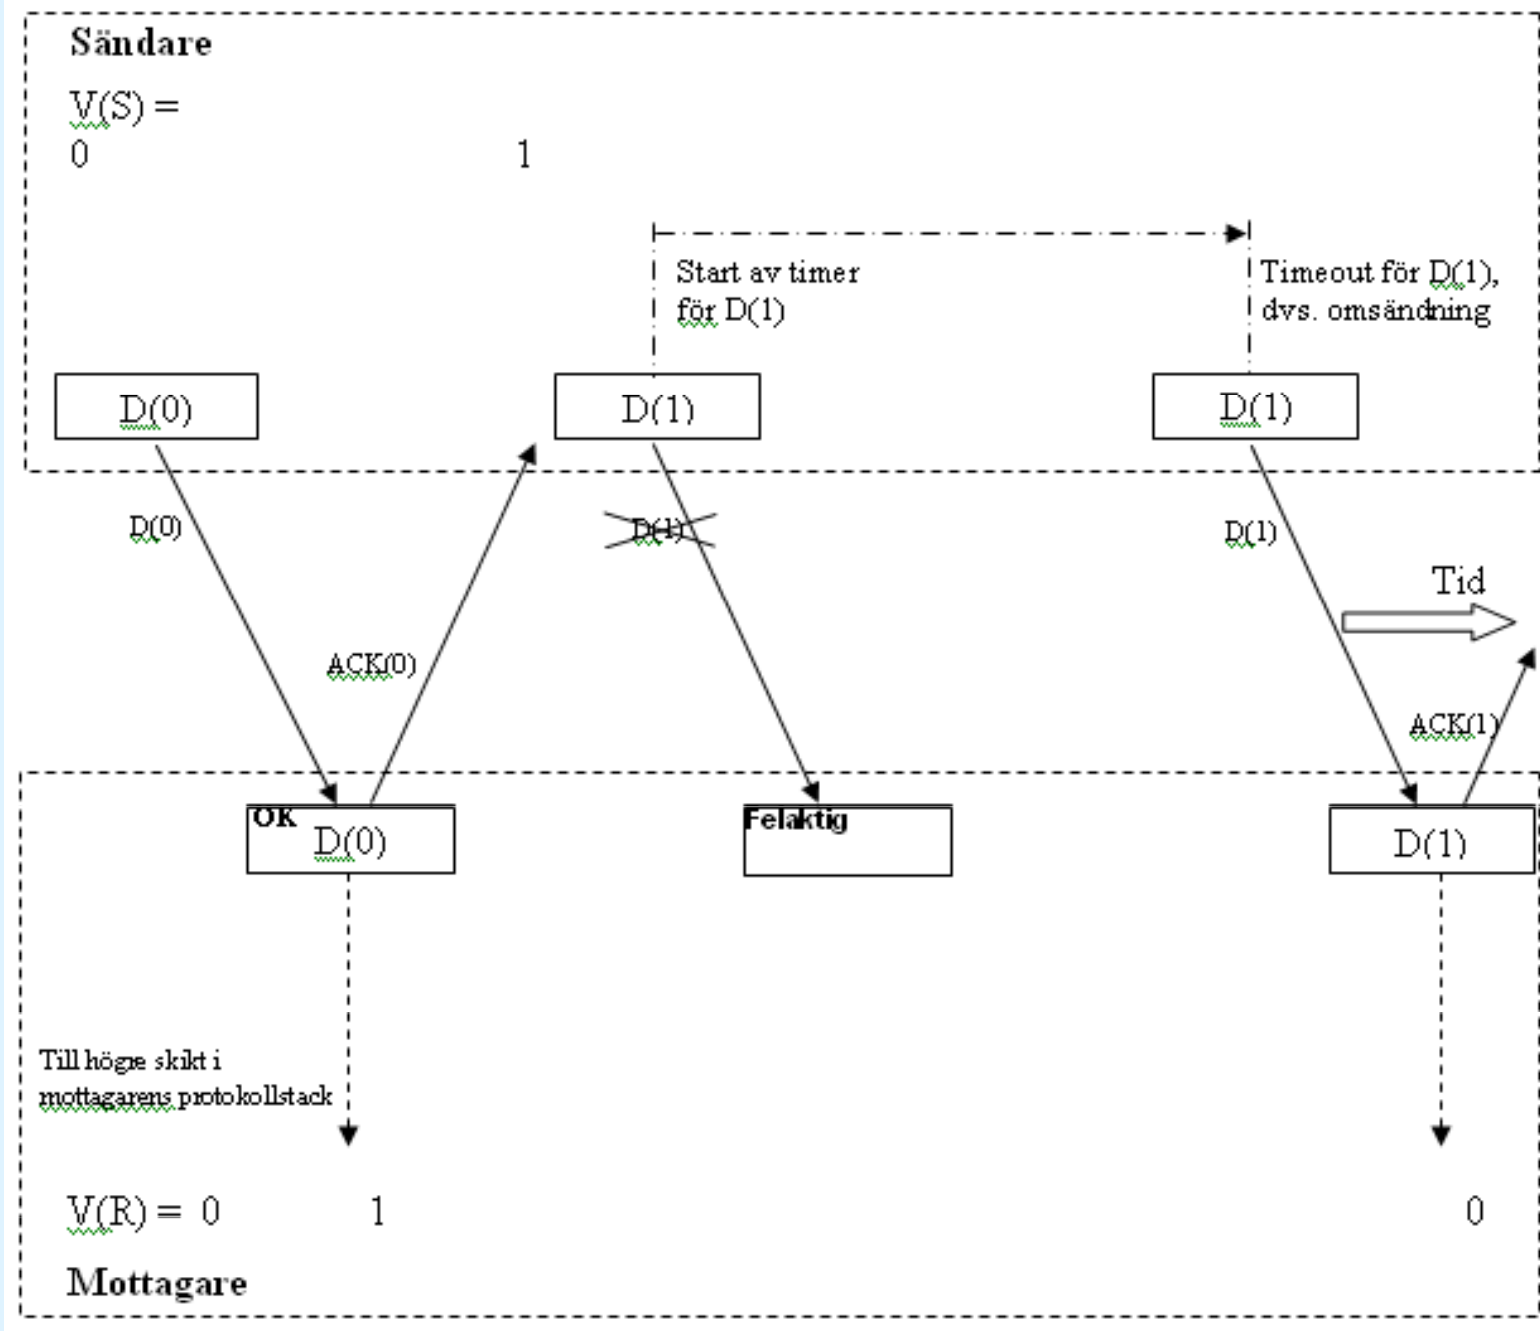 Sändare
V(S) =
0 1
Start av timer
för D(1)
Timeout för D(1),
dvs. omsändning
D(0) D(1) D(1)
D(0) D(1) D(1)
Tid
ACK(0)
ACK(1)
OK
D(0)
Felaktig
D(1)
Till högre skikt i
mottagarens protokollstack
V(R) = 0 1 0
Mottagare